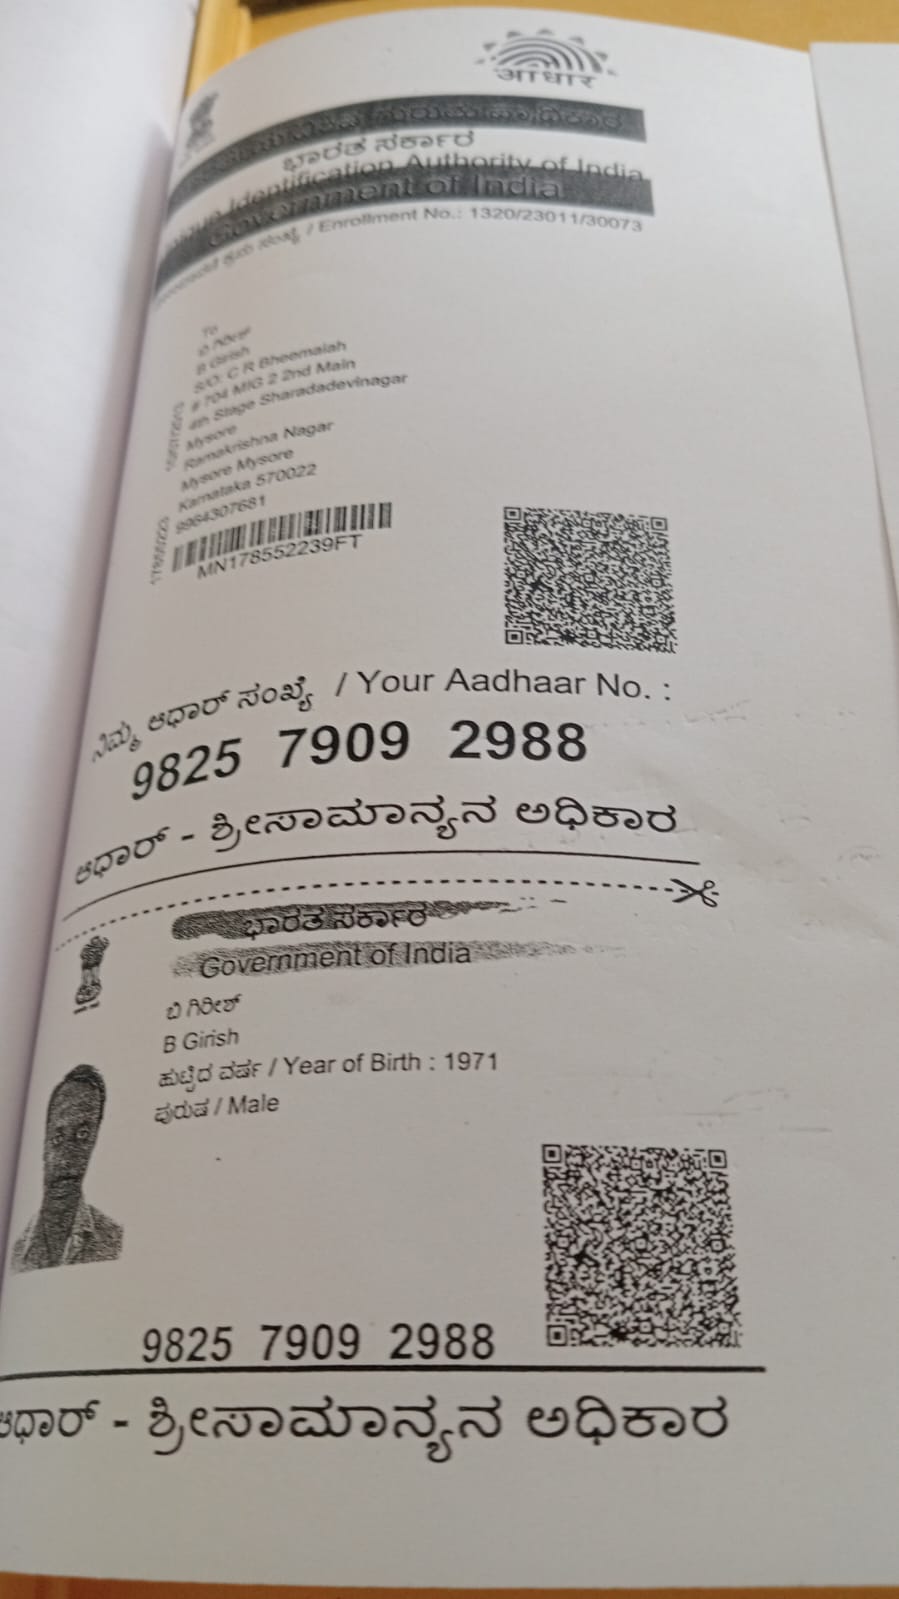 आधार
ಭಾರತ ಸರ್ಕಾರ
Identification Authority of India
Government of India
/ Enrollment No.: 1320/23011/30073
To
ಬಿ ಗಿರೀಶ್
B Girish
S/O: C R Bheemaiah
# 704 MIG 2 2nd Main
4th Stage Sharadadevinagar
Mysore
Ramakrishna Nagar
Mysore Mysore
Karnataka 570022
9964307681
MN178552239FT
ನಿಮ್ಮ ಆಧಾರ್ ಸಂಖ್ಯೆ / Your Aadhaar No. :
9825 7909 2988
ಆಧಾರ್ - ಶ್ರೀಸಾಮಾನ್ಯನ ಅಧಿಕಾರ
ಭಾರತ ಸರ್ಕಾರ
Government of India
ಬಿ ಗಿರೀಶ್
B Girish
ಹುಟ್ಟಿದ ವರ್ಷ / Year of Birth : 1971
ಪುರುಷ / Male
9825 7909 2988
ಆಧಾರ್ - ಶ್ರೀಸಾಮಾನ್ಯನ ಅಧಿಕಾರ